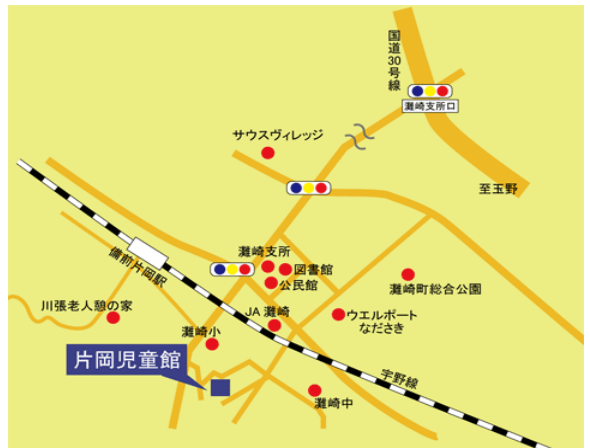 国道30号線
灘崎支所口
サウスヴィレッジ
至玉野
灘崎支所
図書館
公民館
備前片岡駅
灘崎町総合公園
川張老人憩の家
JA 灘崎
ウエルポート
なださき
灘崎小
片岡児童館
宇野線
灘崎中